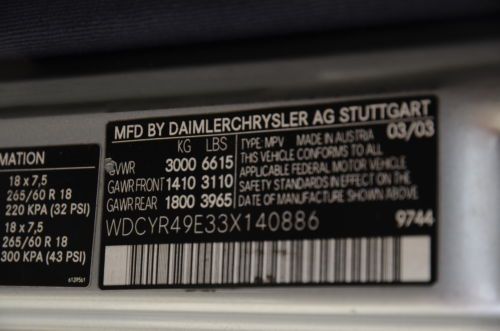 MATION
18 x 7,5
265/60 R 18
220 KPA (32 PSI)
18 x 7,5
265/60 R 18
300 KPA (43 PSI)
MFD BY DAIMLERCHRYSLER AG STUTTGART
KG LBS
GVWR 3000 6615
GAWR FRONT 1410 3110
GAWR REAR 1800 3965
TYPE: MPV MADE IN AUSTRIA 03/03
THIS VEHICLE CONFORMS TO ALL
APPLICABLE FEDERAL MOTOR VEHICLE
SAFETY STANDARDS IN EFFECT ON THE
DATE OF MANUFACTURE SHOWN ABOVE
WDCYR49E33X140886
9744